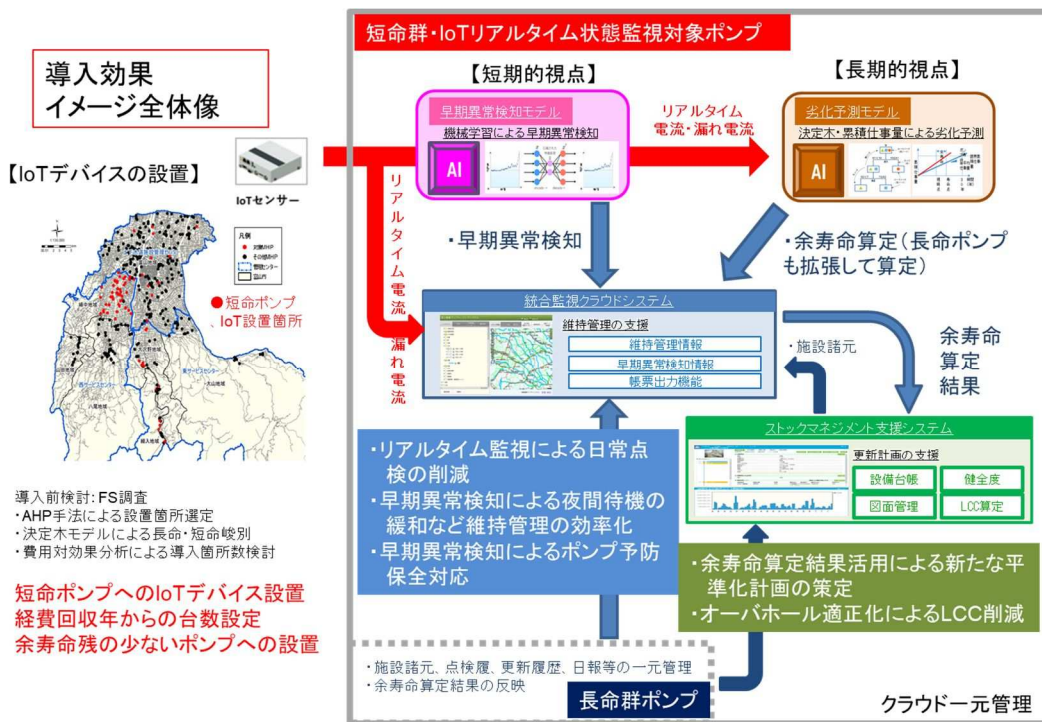 導入効果
イメージ全体像
【IoTデバイスの設置】
IoTセンサー
凡例
その他MHP
●短命ポンプ
、IoT設置箇所
山田地域
八尾地域
大山地域
細入地域
導入前検討：FS調査
・AHP手法による設置箇所選定
・決定木モデルによる長命・短命峻別
・費用対効果分析による導入箇所数検討
短命ポンプへのIoTデバイス設置
経費回収年からの台数設定
余寿命残の少ないポンプへの設置
短命群・IoTリアルタイム状態監視対象ポンプ
【短期的視点】
早期異常検知モデル
機械学習による早期異常検知
AI
リアルタイム
電流・漏れ電流
【長期的視点】
劣化予測モデル
決定木・累積仕事量による劣化予測
AI
リアルタイム電流・漏れ電流
・早期異常検知
・余寿命算定（長命ポンプ
も拡張して算定）
統合監視クラウドシステム
維持管理の支援
維持管理情報
早期異常検知情報
帳票出力機能
・施設諸元
余寿命
算定
結果
ストックマネジメント支援システム
更新計画の支援
設備台帳
健全度
図面管理
LCC算定
・リアルタイム監視による日常点
検の削減
・早期異常検知による夜間待機の
緩和など維持管理の効率化
・早期異常検知によるポンプ予防
保全対応
・余寿命算定結果活用による新たな平
準化計画の策定
・オーバホール適正化によるLCC削減
・施設諸元、点検履、更新履歴、日報等の一元管理
・余寿命算定結果の反映
長命群ポンプ
クラウド一元管理